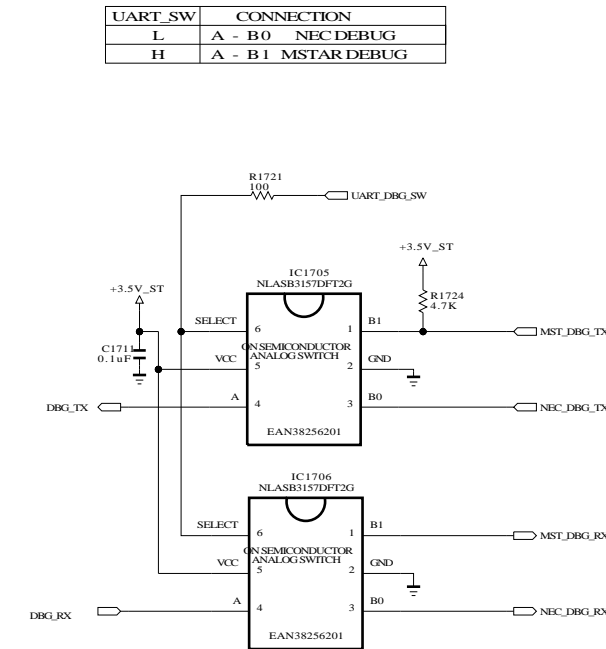 UART_SW CONNECTION
L A - B0 NEC DEBUG
H A - B1 MSTAR DEBUG
R1721
100
UART_DBG_SW
+3.5V_ST
IC1705
NLASB3157DFT2G
+3.5V_ST
R1724
4.7K
SELECT 6 1 B1 MST_DBG_TX
C1711
0.1uF
ON SEMICONDUCTOR
ANALOG SWITCH
VCC 5 2 GND
DBG_TX A 4 3 B0 NEC_DBG_TX
EAN38256201
IC1706
NLASB3157DFT2G
SELECT 6 1 B1 MST_DBG_RX
ON SEMICONDUCTOR
ANALOG SWITCH
VCC 5 2 GND
DBG_RX A 4 3 B0 NEC_DBG_RX
EAN38256201